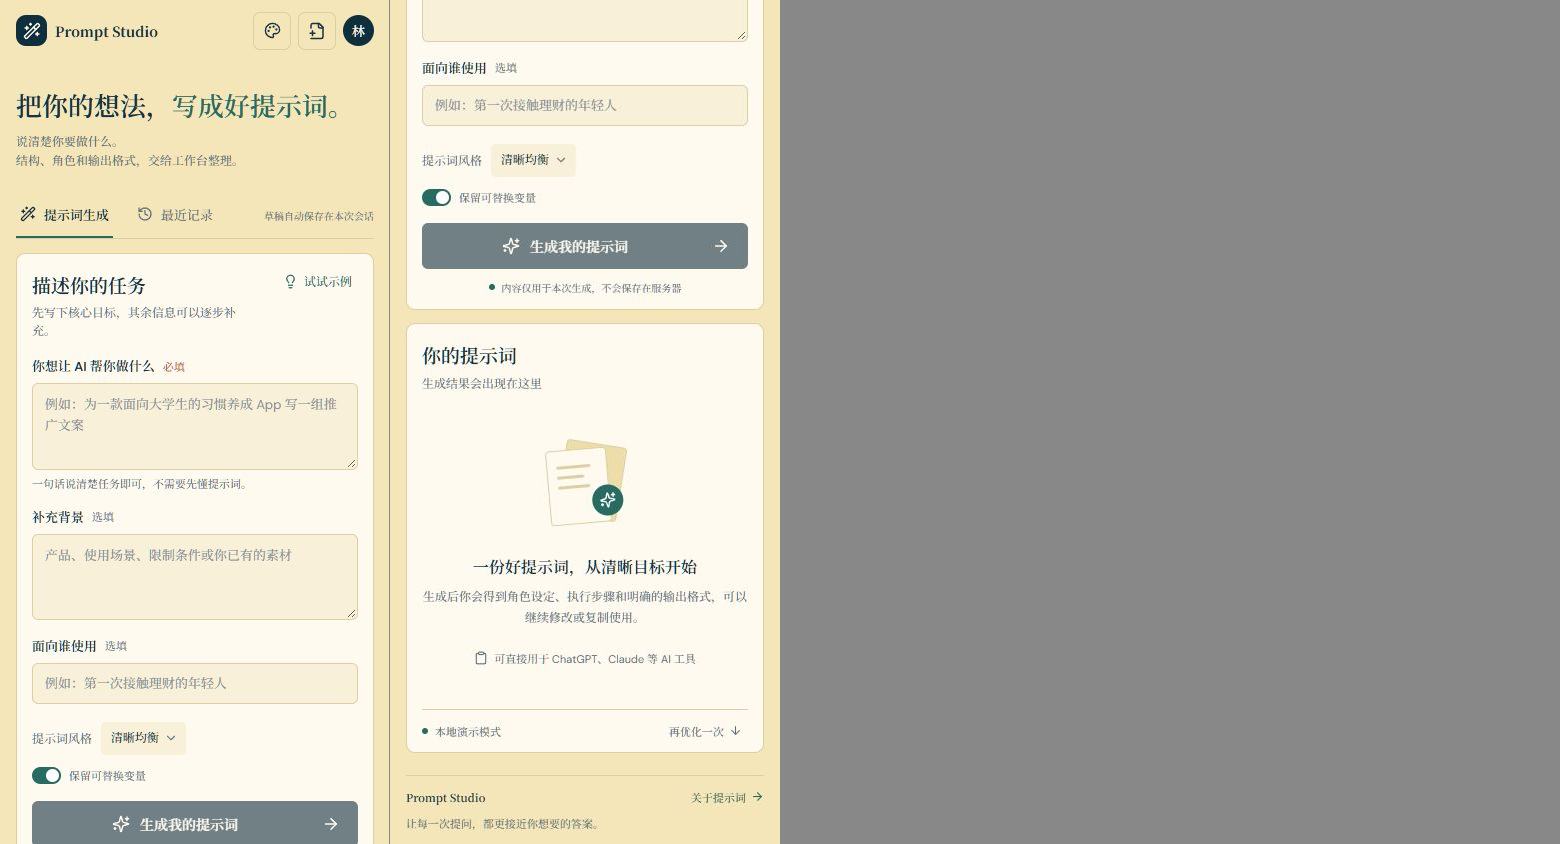 Prompt Studio
林
把你的想法，写成好提示词。
说清楚你要做什么。
结构、角色和输出格式，交给工作台整理。
提示词生成
最近记录
草稿自动保存在本次会话
描述你的任务
试试示例
先写下核心目标，其余信息可以逐步补
充。
你想让 AI 帮你做什么 必填
例如：为一款面向大学生的习惯养成 App 写一组推
广文案
一句话说清楚任务即可，不需要先懂提示词。
补充背景 选填
产品、使用场景、限制条件或你已有的素材
面向谁使用 选填
例如：第一次接触理财的年轻人
提示词风格 清晰均衡
保留可替换变量
生成我的提示词
面向谁使用 选填
例如：第一次接触理财的年轻人
提示词风格 清晰均衡
保留可替换变量
生成我的提示词
内容仅用于本次生成，不会保存在服务器
你的提示词
生成结果会出现在这里
一份好提示词，从清晰目标开始
生成后你会得到角色设定、执行步骤和明确的输出格式，可以
继续修改或复制使用。
可直接用于 ChatGPT、Claude 等 AI 工具
本地演示模式
再优化一次
Prompt Studio
关于提示词
让每一次提问，都更接近你想要的答案。